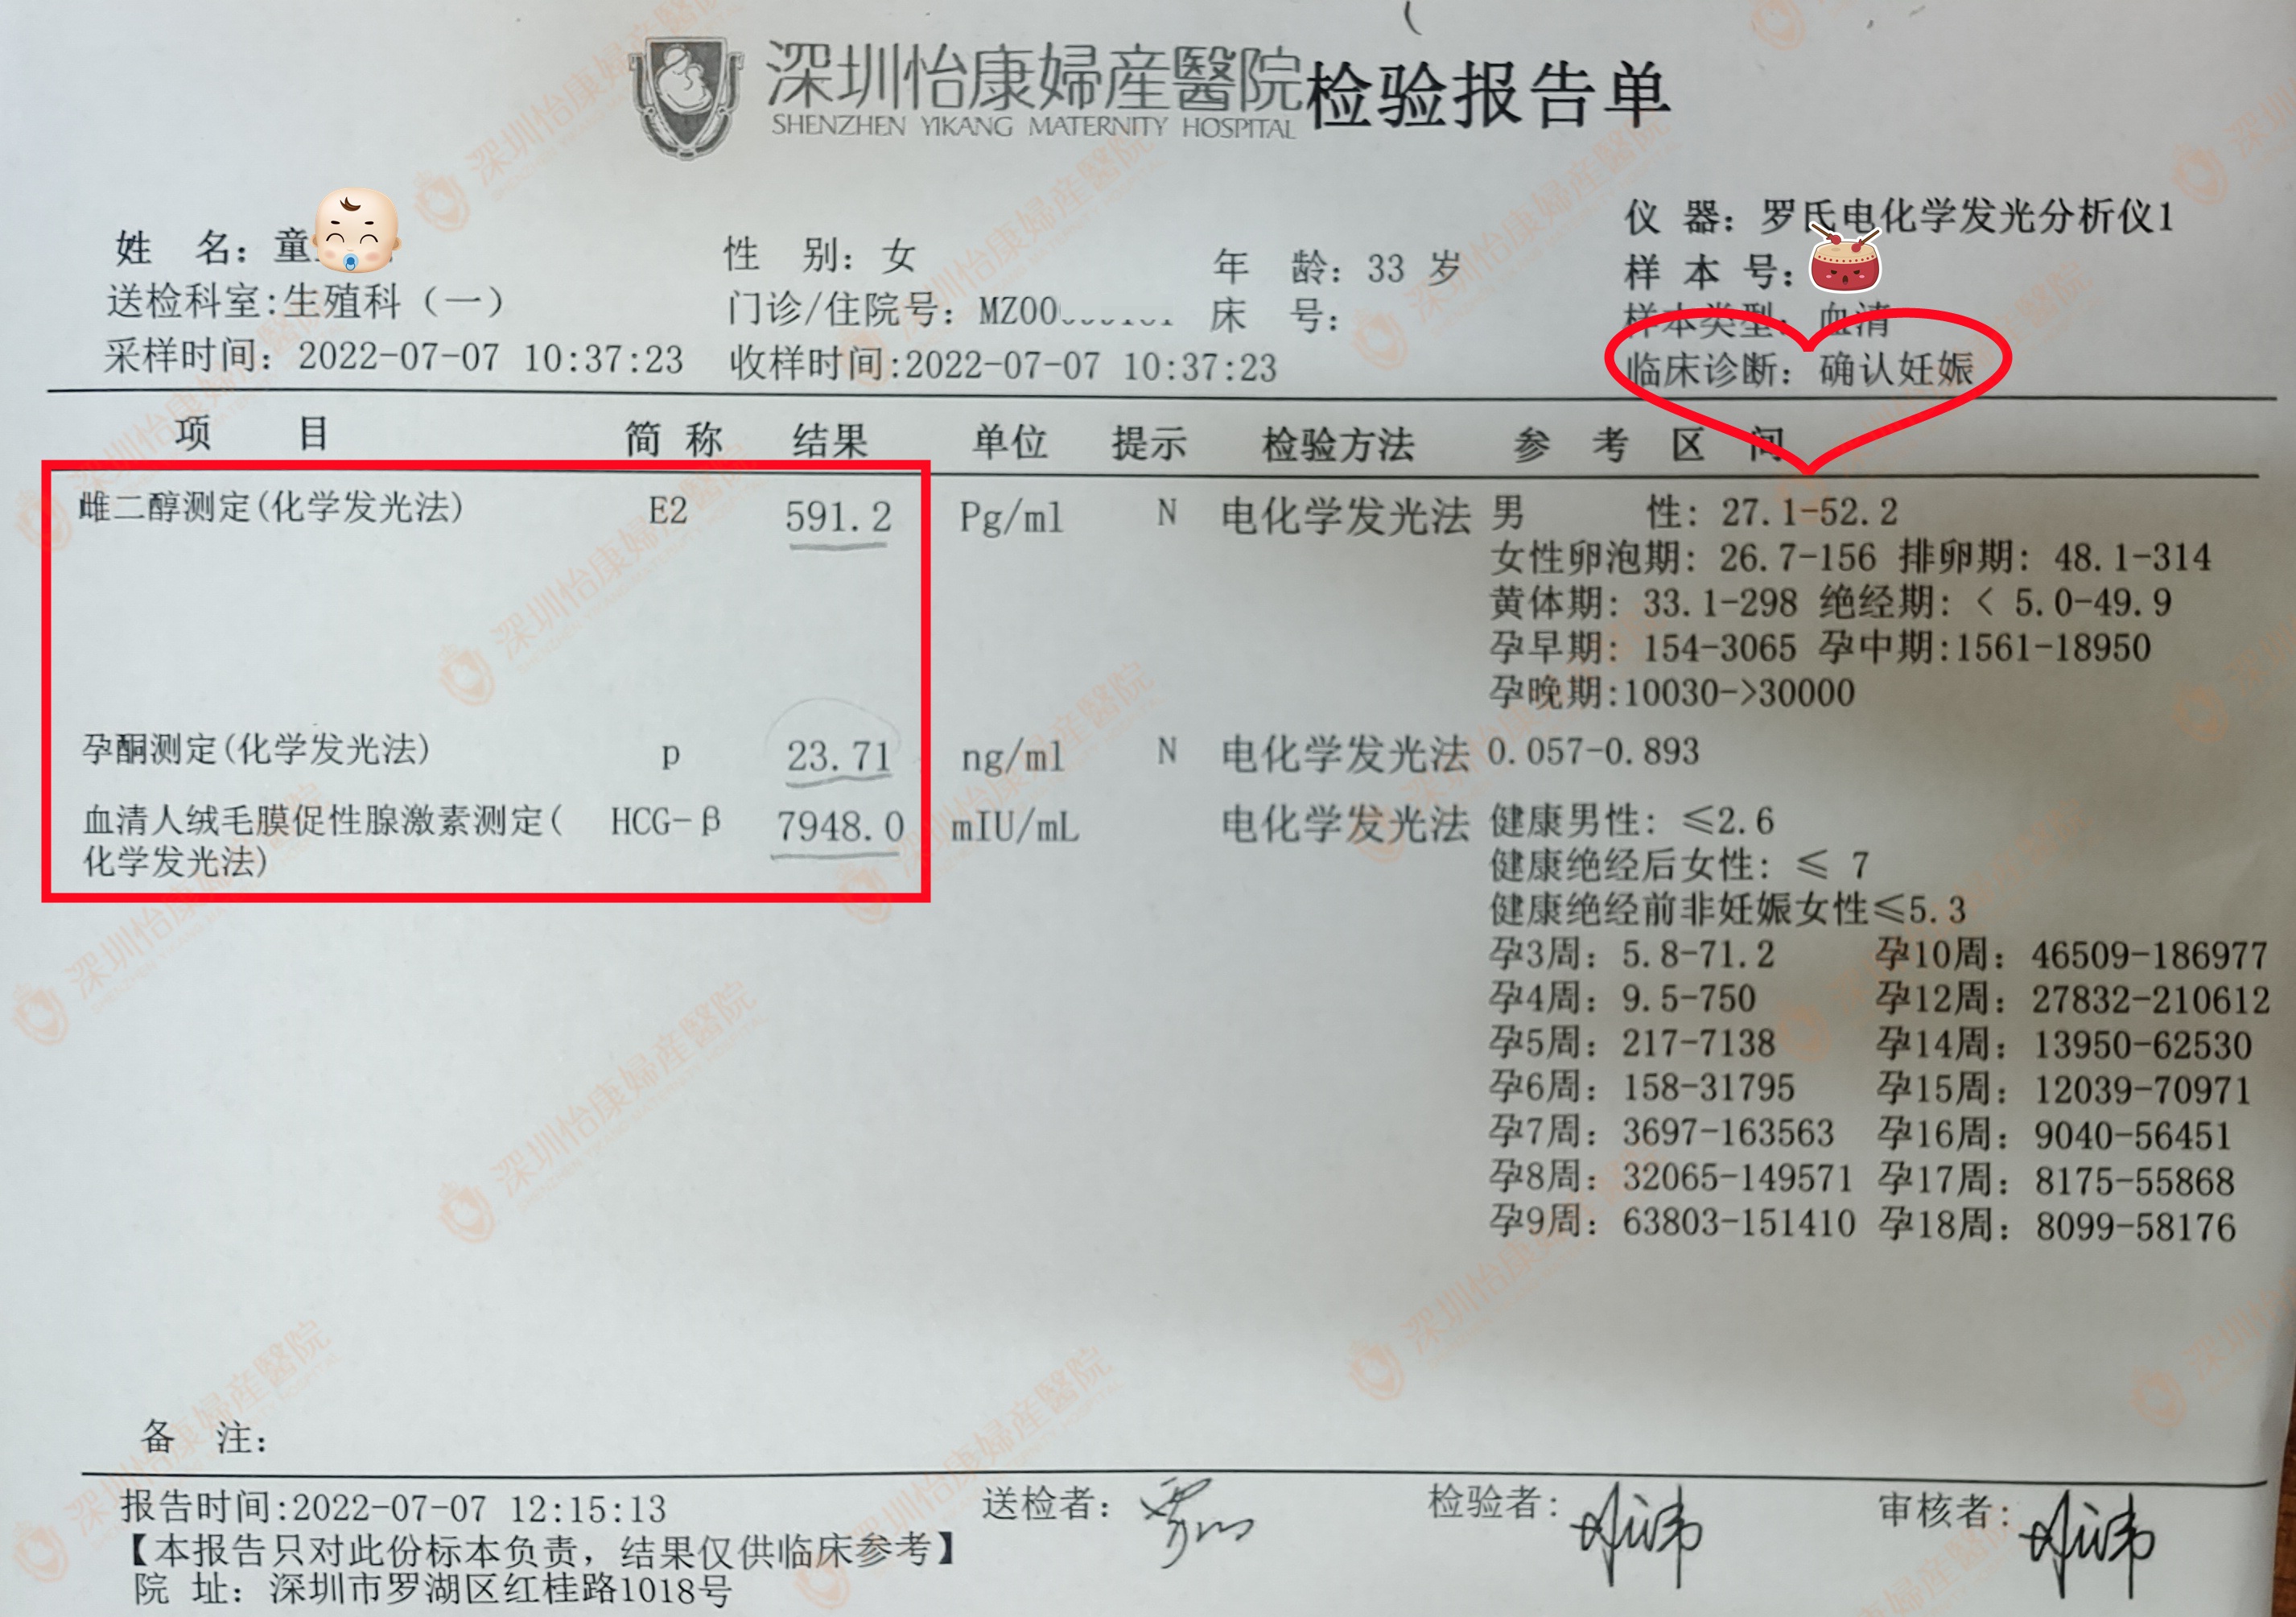 深圳怡康婦産醫院检验报告单
SHENZHEN YIKANG MATERNITY HOSPITAL
仪 器: 罗氏电化学发光分析仪1
姓 名: 童
性 别: 女
年 龄: 33 岁
样 本 号:
送检科室:生殖科（一）
门诊/住院号: MZ00
床 号:
样本类型: 血清
采样时间: 2022-07-07 10:37:23
收样时间:2022-07-07 10:37:23
临床诊断: 确认妊娠
项 目 简 称 结果 单位 提示 检验方法 参 考 区 间
雌二醇测定(化学发光法) E2 591.2 Pg/ml N 电化学发光法 男 性: 27.1-52.2
女性卵泡期: 26.7-156 排卵期: 48.1-314
黄体期: 33.1-298 绝经期: < 5.0-49.9
孕早期: 154-3065 孕中期:1561-18950
孕晚期:10030->30000
孕酮测定(化学发光法) p 23.71 ng/ml N 电化学发光法 0.057-0.893
血清人绒毛膜促性腺激素测定( HCG-β 7948.0 mIU/mL 电化学发光法 健康男性: ≤2.6
化学发光法)
健康绝经后女性: ≤ 7
健康绝经前非妊娠女性≤5.3
孕3周: 5.8-71.2 孕10周: 46509-186977
孕4周: 9.5-750 孕12周: 27832-210612
孕5周: 217-7138 孕14周: 13950-62530
孕6周: 158-31795 孕15周: 12039-70971
孕7周: 3697-163563 孕16周: 9040-56451
孕8周: 32065-149571 孕17周: 8175-55868
孕9周: 63803-151410 孕18周: 8099-58176
备 注:
报告时间:2022-07-07 12:15:13 送检者: 检验者: 审核者:
【本报告只对此份标本负责, 结果仅供临床参考】
院 址: 深圳市罗湖区红桂路1018号